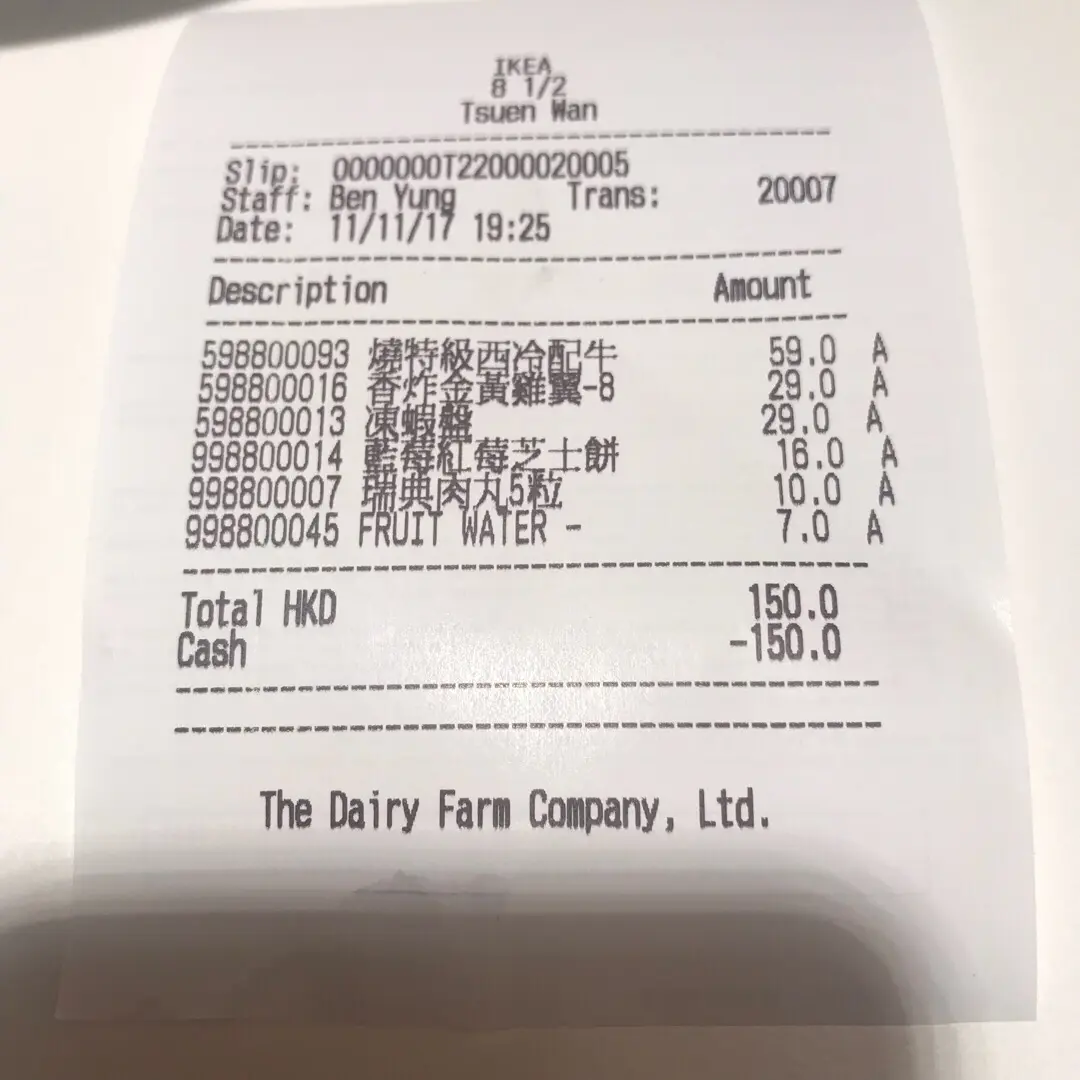 IKEA
8 1/2
Tsuen Wan
Slip: 0000000T22000020005
Staff: Ben Yung Trans: 20007
Date: 11/11/17 19:25
Description Amount
598800093 燒特級西冷配牛 59.0 A
598800016 香炸金黃雞翼-8 29.0 A
598800013 凍蝦盤 29.0 A
998800014 藍莓紅莓芝士餅 16.0 A
998800007 瑞典肉丸5粒 10.0 A
998800045 FRUIT WATER - 7.0 A
Total HKD 150.0
Cash -150.0
The Dairy Farm Company, Ltd.